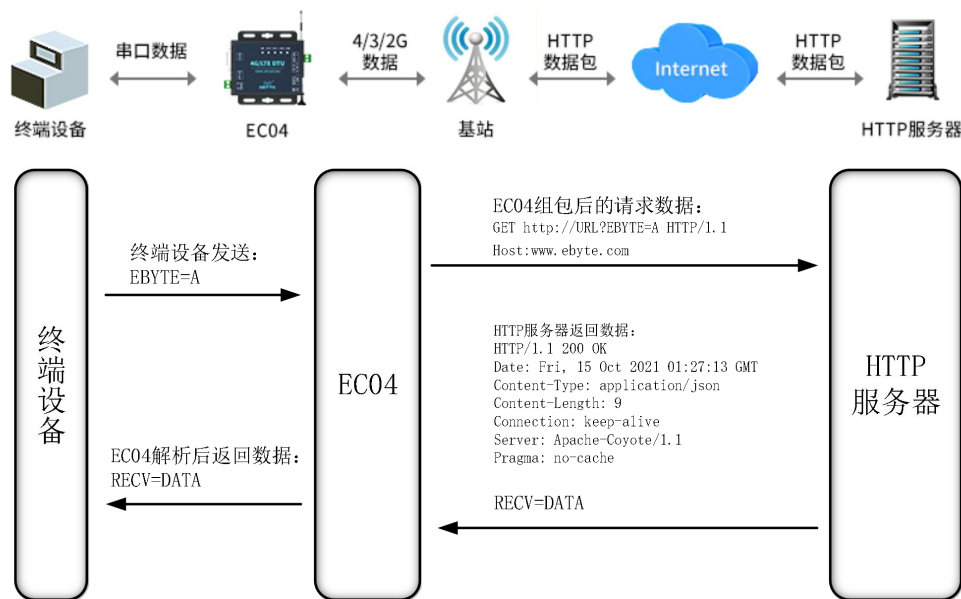 串口数据
4/3/2G
数据
HTTP
数据包
Internet
HTTP
数据包
4G/LTE DTU
EBYTE
终端设备
EC04
基站
HTTP服务器
终端设备发送：
EBYTE=A
EC04组包后的请求数据：
GET http://URL?EBYTE=A HTTP/1.1
Host:www.ebyte.com
终端设备
EC04
HTTP
服务器
HTTP服务器返回数据：
HTTP/1.1 200 OK
Date: Fri, 15 Oct 2021 01:27:13 GMT
Content-Type: application/json
Content-Length: 9
Connection: keep-alive
Server: Apache-Coyote/1.1
Pragma: no-cache
RECV=DATA
EC04解析后返回数据：
RECV=DATA